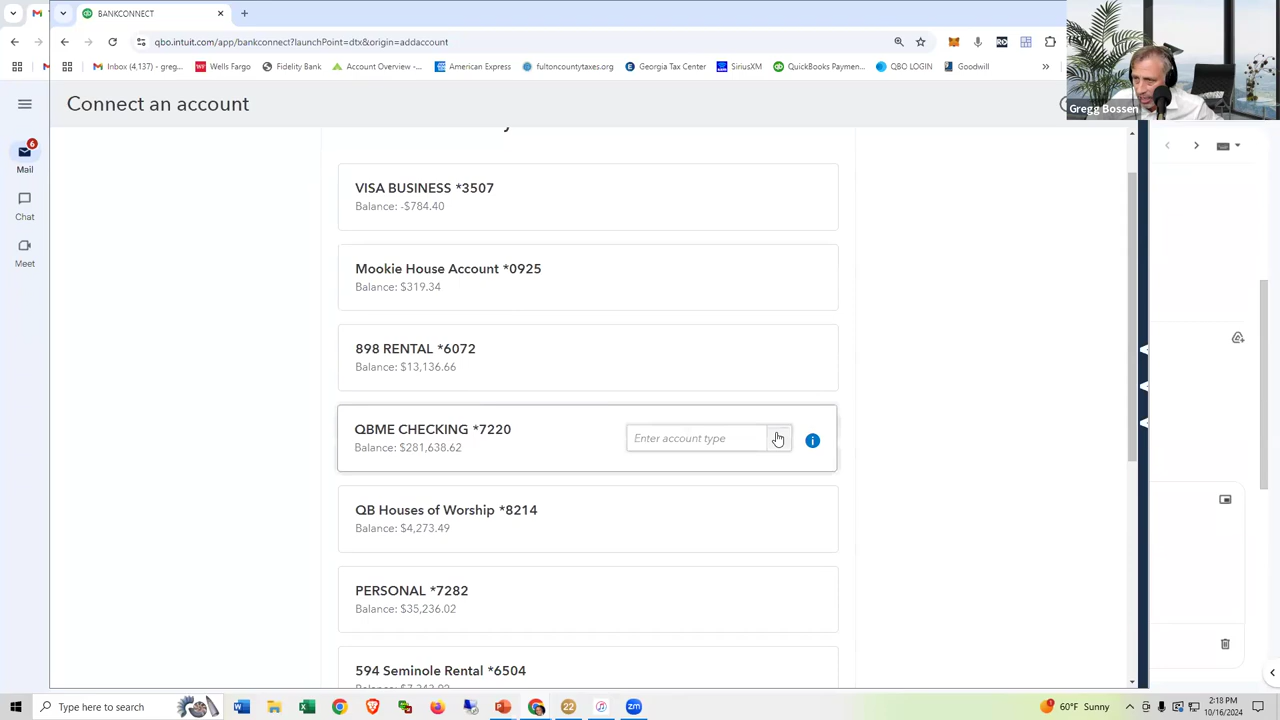 BANKCONNECT
qbo.intuit.com/app/bankconnect?launchPoint=dtx&origin=addaccount
Inbox (4,137) - greg...
Wells Fargo
Fidelity Bank
Account Overview -...
American Express
fultoncountytaxes.org
Georgia Tax Center
SiriusXM
QuickBooks Paymen...
QBO LOGIN
Goodwill
Gregg Bossen
Connect an account
6
Mail
Chat
Meet
VISA BUSINESS *3507
Balance: -$784.40
Mookie House Account *0925
Balance: $319.34
898 RENTAL *6072
Balance: $13,136.66
QBME CHECKING *7220
Balance: $281,638.62
Enter account type
QB Houses of Worship *8214
Balance: $4,273.49
PERSONAL *7282
Balance: $35,236.02
594 Seminole Rental *6504
Type here to search
22
zm
60°F Sunny
2:18 PM
10/16/2024